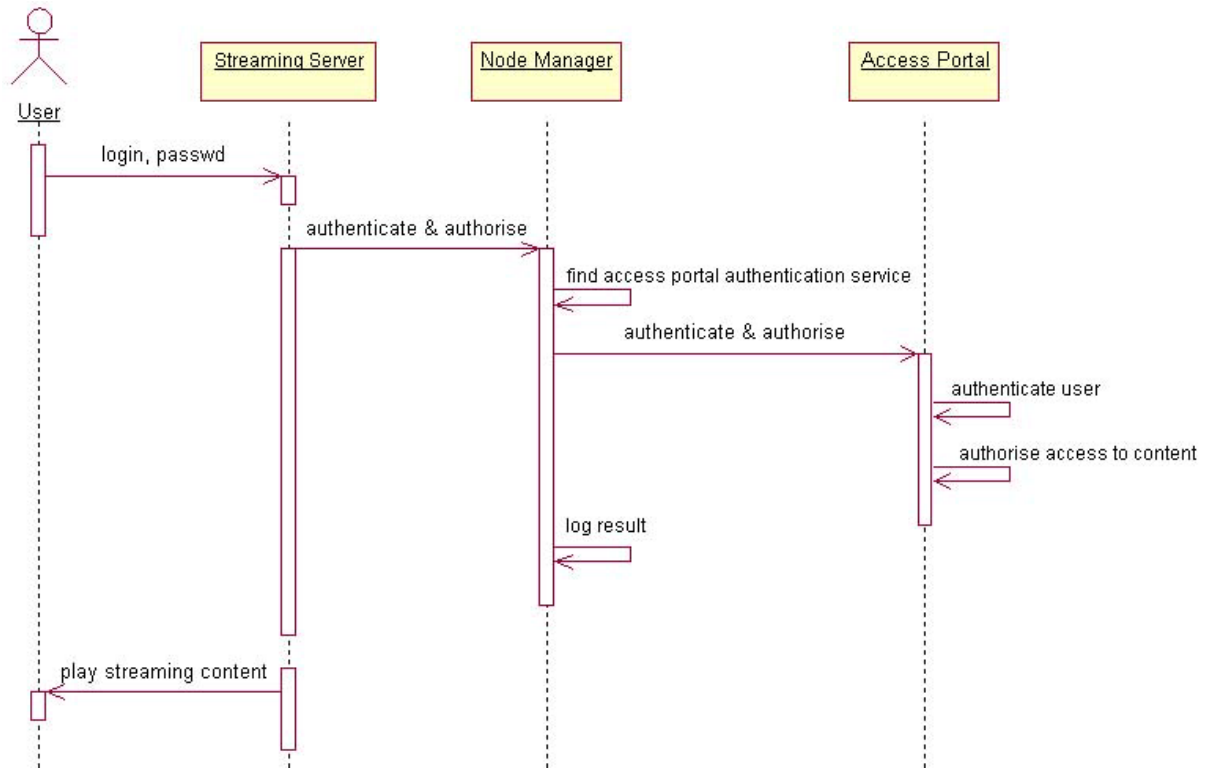 Streaming Server
Node Manager
Access Portal
User
login, passwd
authenticate & authorise
find access portal authentication service
authenticate & authorise
authenticate user
authorise access to content
log result
play streaming content